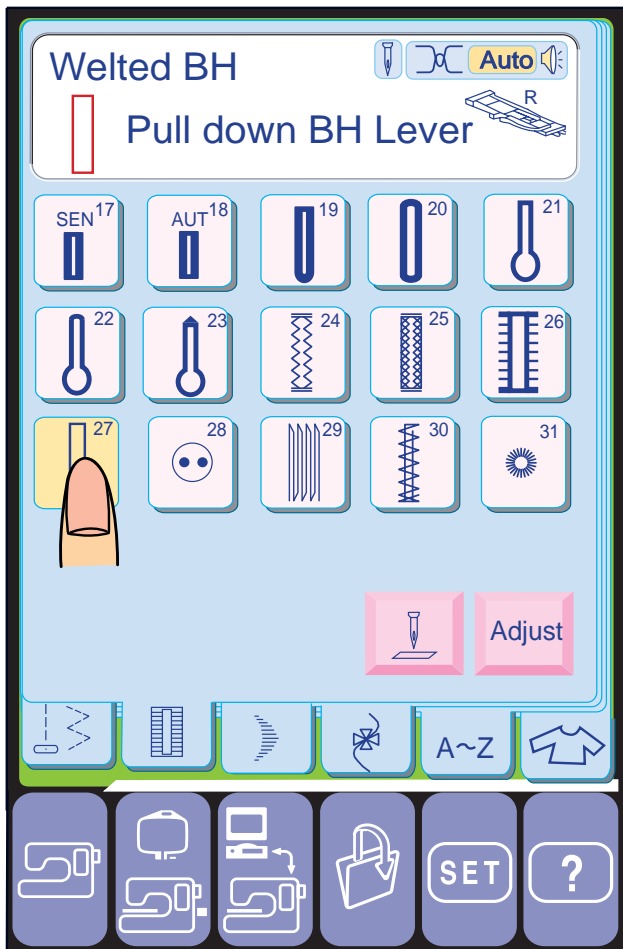 Welted BH
Auto
R
Pull down BH Lever
SEN 17
AUT 18
19
20
21
22
23
24
25
26
27
28
29
30
31
Adjust
A~Z
SET
?